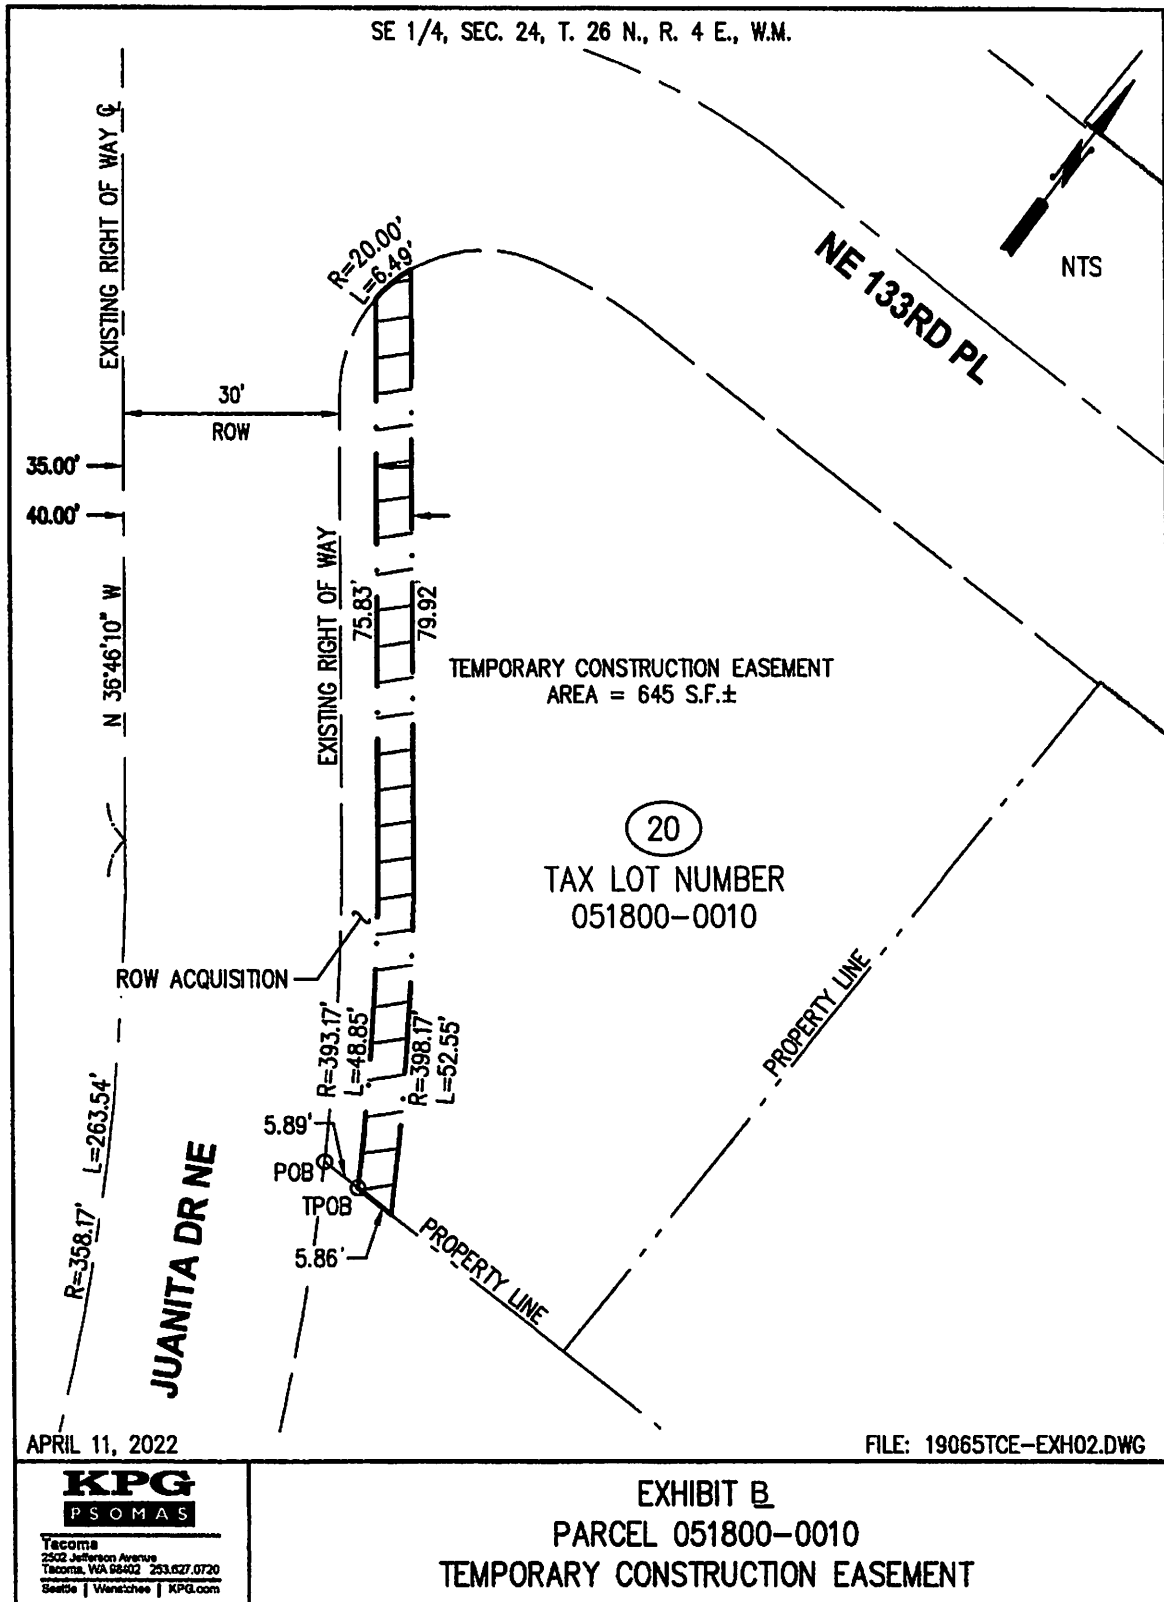 SE 1/4, SEC. 24, T. 26 N., R. 4 E., W.M.
EXISTING RIGHT OF WAY ℄
R=20.00'
L=6.49'
NE 133RD PL
NTS
30'
ROW
35.00'
40.00'
N 36°46'10" W
EXISTING RIGHT OF WAY
75.83'
79.92'
TEMPORARY CONSTRUCTION EASEMENT
AREA = 645 S.F.±
20
TAX LOT NUMBER
051800-0010
ROW ACQUISITION
PROPERTY LINE
R=393.17'
L=48.85'
R=398.17'
L=52.55'
R=358.17' L=263.54'
JUANITA DR NE
5.89'
POB
TPOB
5.86'
PROPERTY LINE
APRIL 11, 2022
FILE: 19065TCE-EXH02.DWG
KPG
PSOMAS
Tacoma
2502 Jefferson Avenue
Tacoma, WA 98402 253.627.0720
Seattle | Wenatchee | KPG.com
EXHIBIT B
PARCEL 051800-0010
TEMPORARY CONSTRUCTION EASEMENT